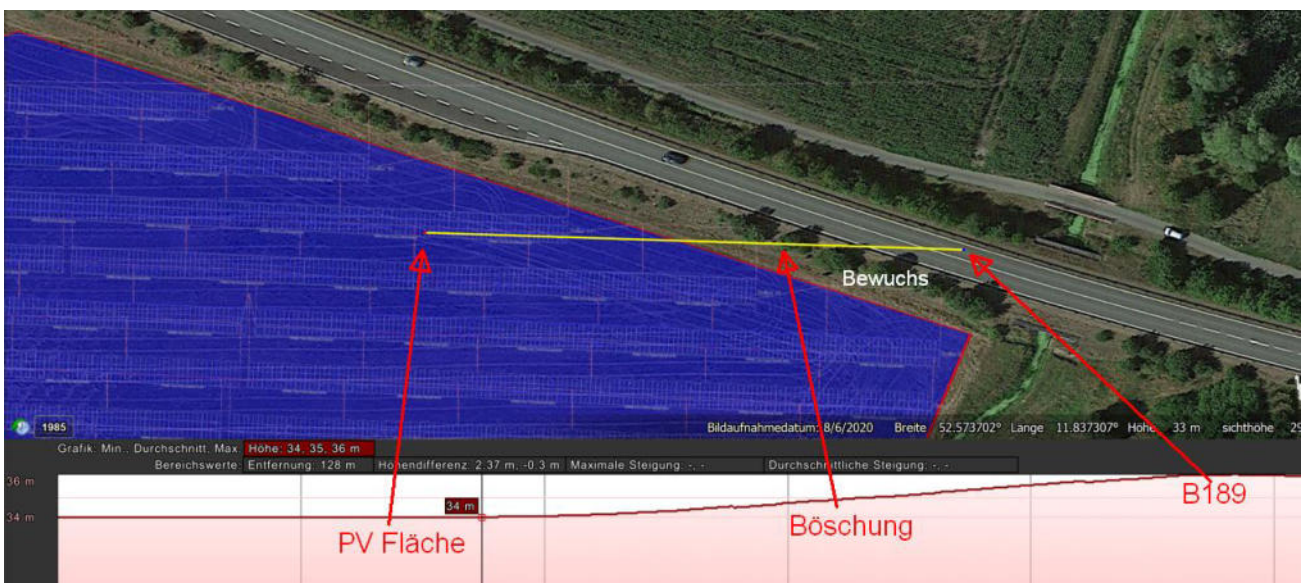 Bewuchs
1985
Bildaufnahmedatum: 8/6/2020 Breite 52.573702° Länge 11.837307° Höhe 33 m sichthöhe 29
Grafik: Min., Durchschnitt, Max Höhe: 34, 35, 36 m
Bereichswerte: Entfernung: 128 m Höhendifferenz: 2.37 m, -0.3 m Maximale Steigung: -, - Durchschnittliche Steigung: -, -
36 m
34 m
34 m
PV Fläche
Böschung
B189